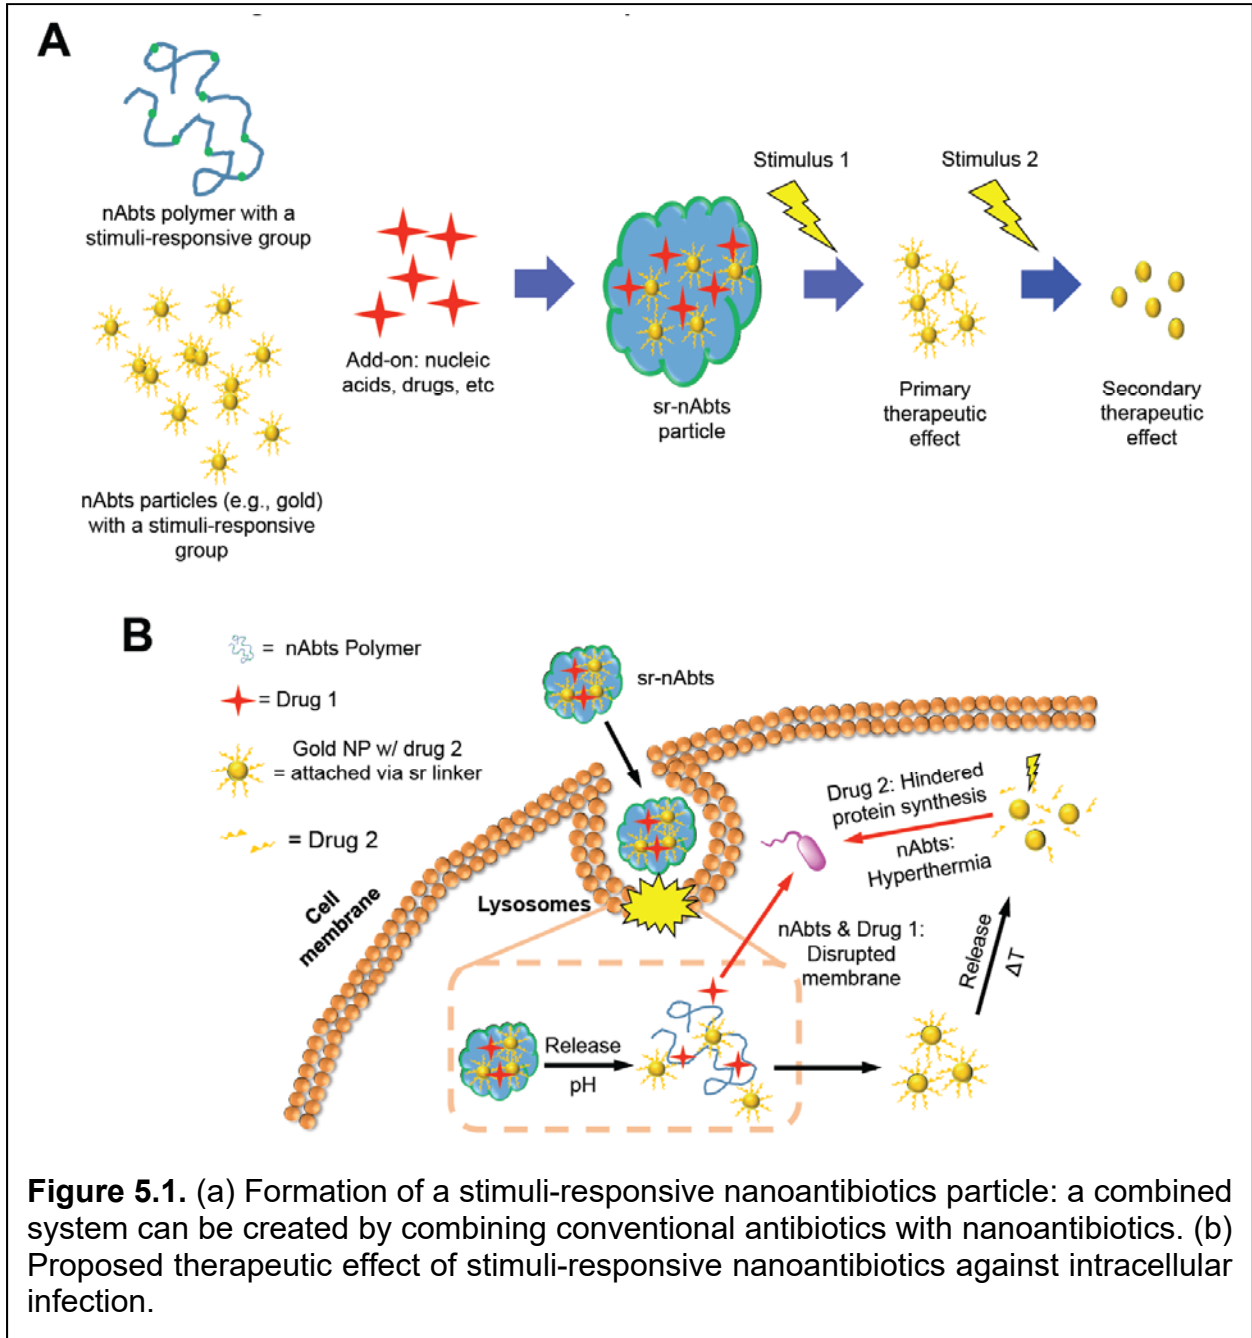 A
nAbts polymer with a
stimuli-responsive group
nAbts particles (e.g., gold)
with a stimuli-responsive
group
Add-on: nucleic
acids, drugs, etc
sr-nAbts
particle
Stimulus 1
Primary
therapeutic
effect
Stimulus 2
Secondary
therapeutic
effect
B
= nAbts Polymer
= Drug 1
Gold NP w/ drug 2
= attached via sr linker
= Drug 2
sr-nAbts
Cell
membrane
Lysosomes
Release
pH
nAbts & Drug 1:
Disrupted
membrane
Release
ΔT
Drug 2: Hindered
protein synthesis
nAbts:
Hyperthermia
Figure 5.1. (a) Formation of a stimuli-responsive nanoantibiotics particle: a combined
system can be created by combining conventional antibiotics with nanoantibiotics. (b)
Proposed therapeutic effect of stimuli-responsive nanoantibiotics against intracellular
infection.